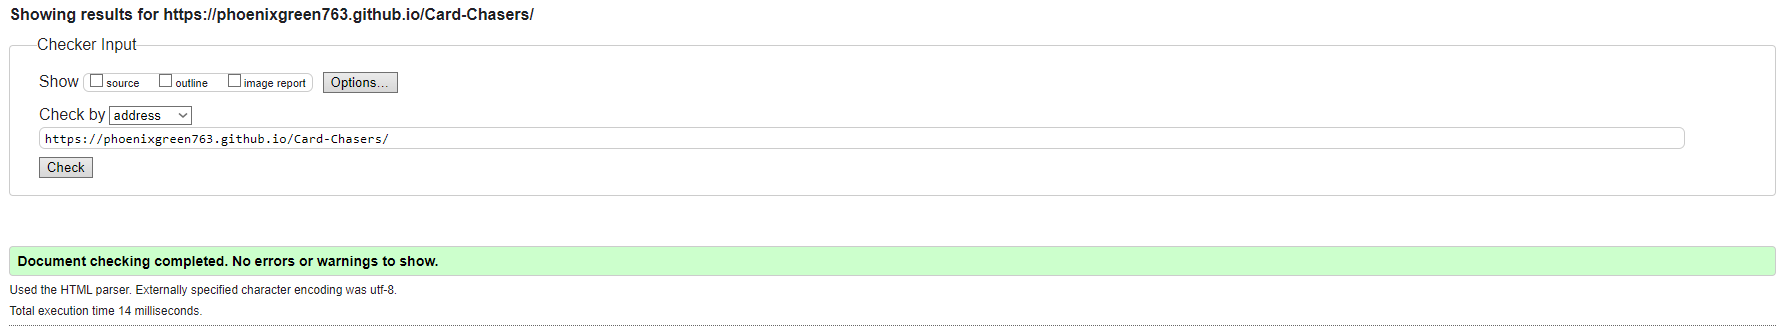 Showing results for https://phoenixgreen763.github.io/Card-Chasers/
Checker Input
Show source outline image report Options...
Check by address
https://phoenixgreen763.github.io/Card-Chasers/
Check
Document checking completed. No errors or warnings to show.
Used the HTML parser. Externally specified character encoding was utf-8.
Total execution time 14 milliseconds.